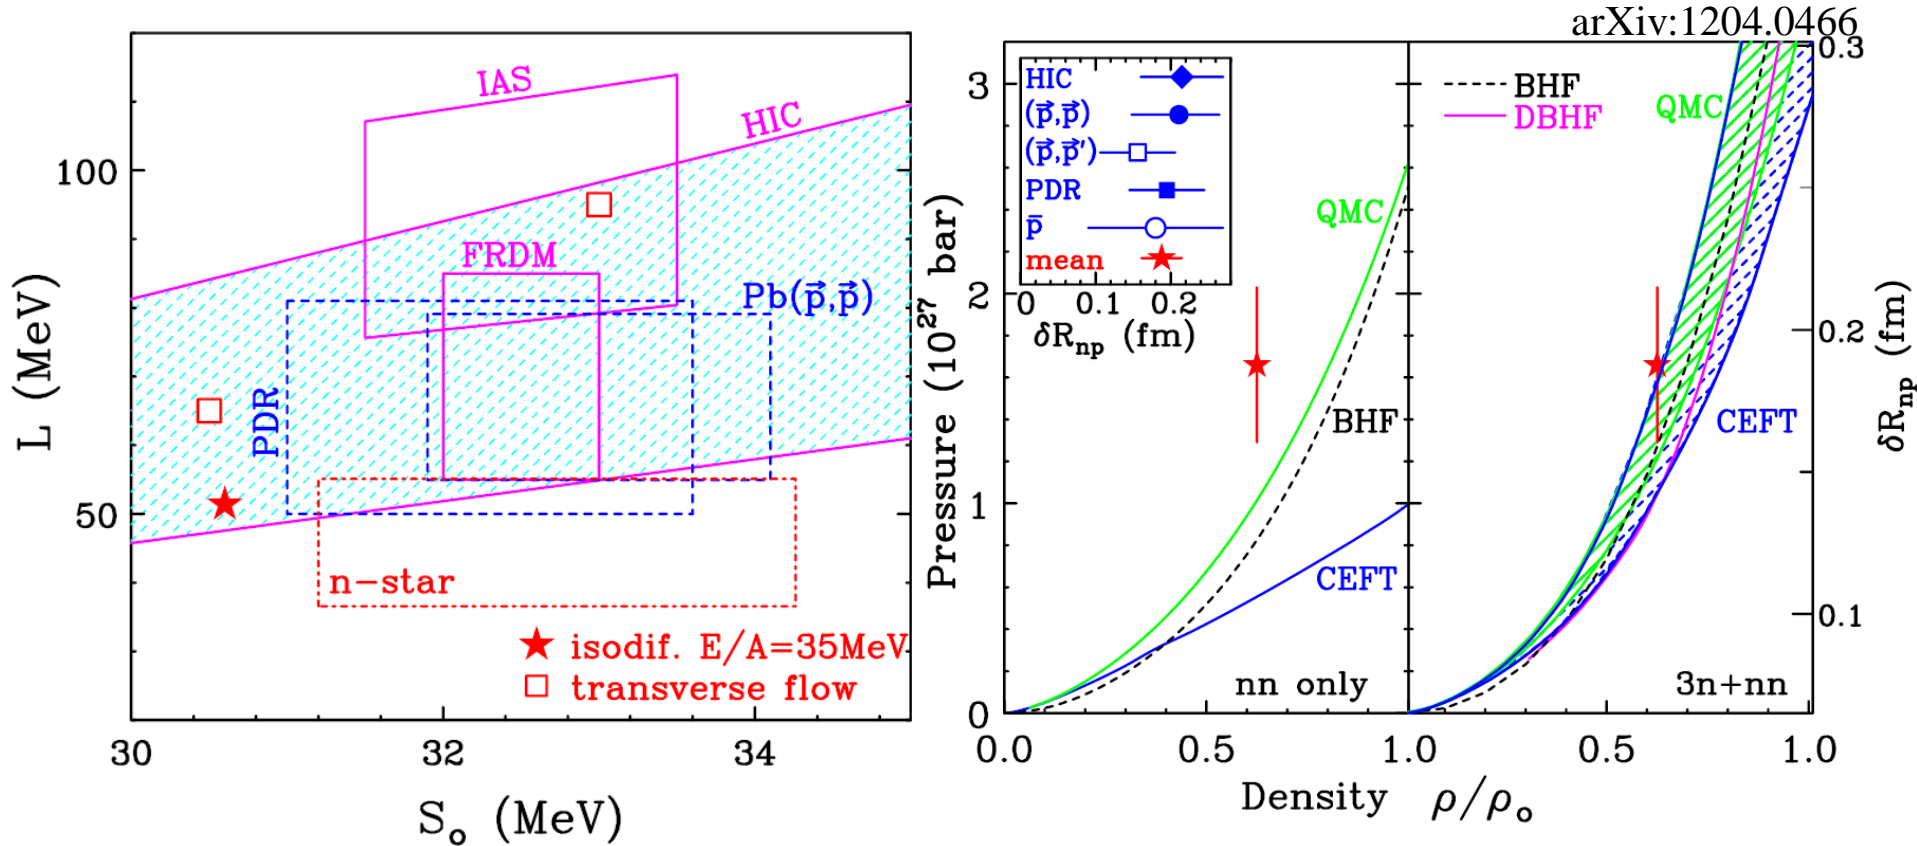 arXiv:1204.0466
IAS
HIC
FRDM
Pb(p⃗,p⃗)
PDR
n-star
★ isodif. E/A=35MeV
□ transverse flow
L (MeV)
100
50
30 32 34
S₀ (MeV)
HIC
(p⃗,p⃗)
(p⃗,p⃗')
PDR
p̄
mean
0 0.1 0.2
δRₙₚ (fm)
Pressure (10²⁷ bar)
3
2
1
0
QMC
BHF
CEFT
nn only
0.0 0.5 1.0
BHF
DBHF
QMC
CEFT
3n+nn
0.5 1.0
Density ρ/ρ₀
0.3
0.2
0.1
δRₙₚ (fm)